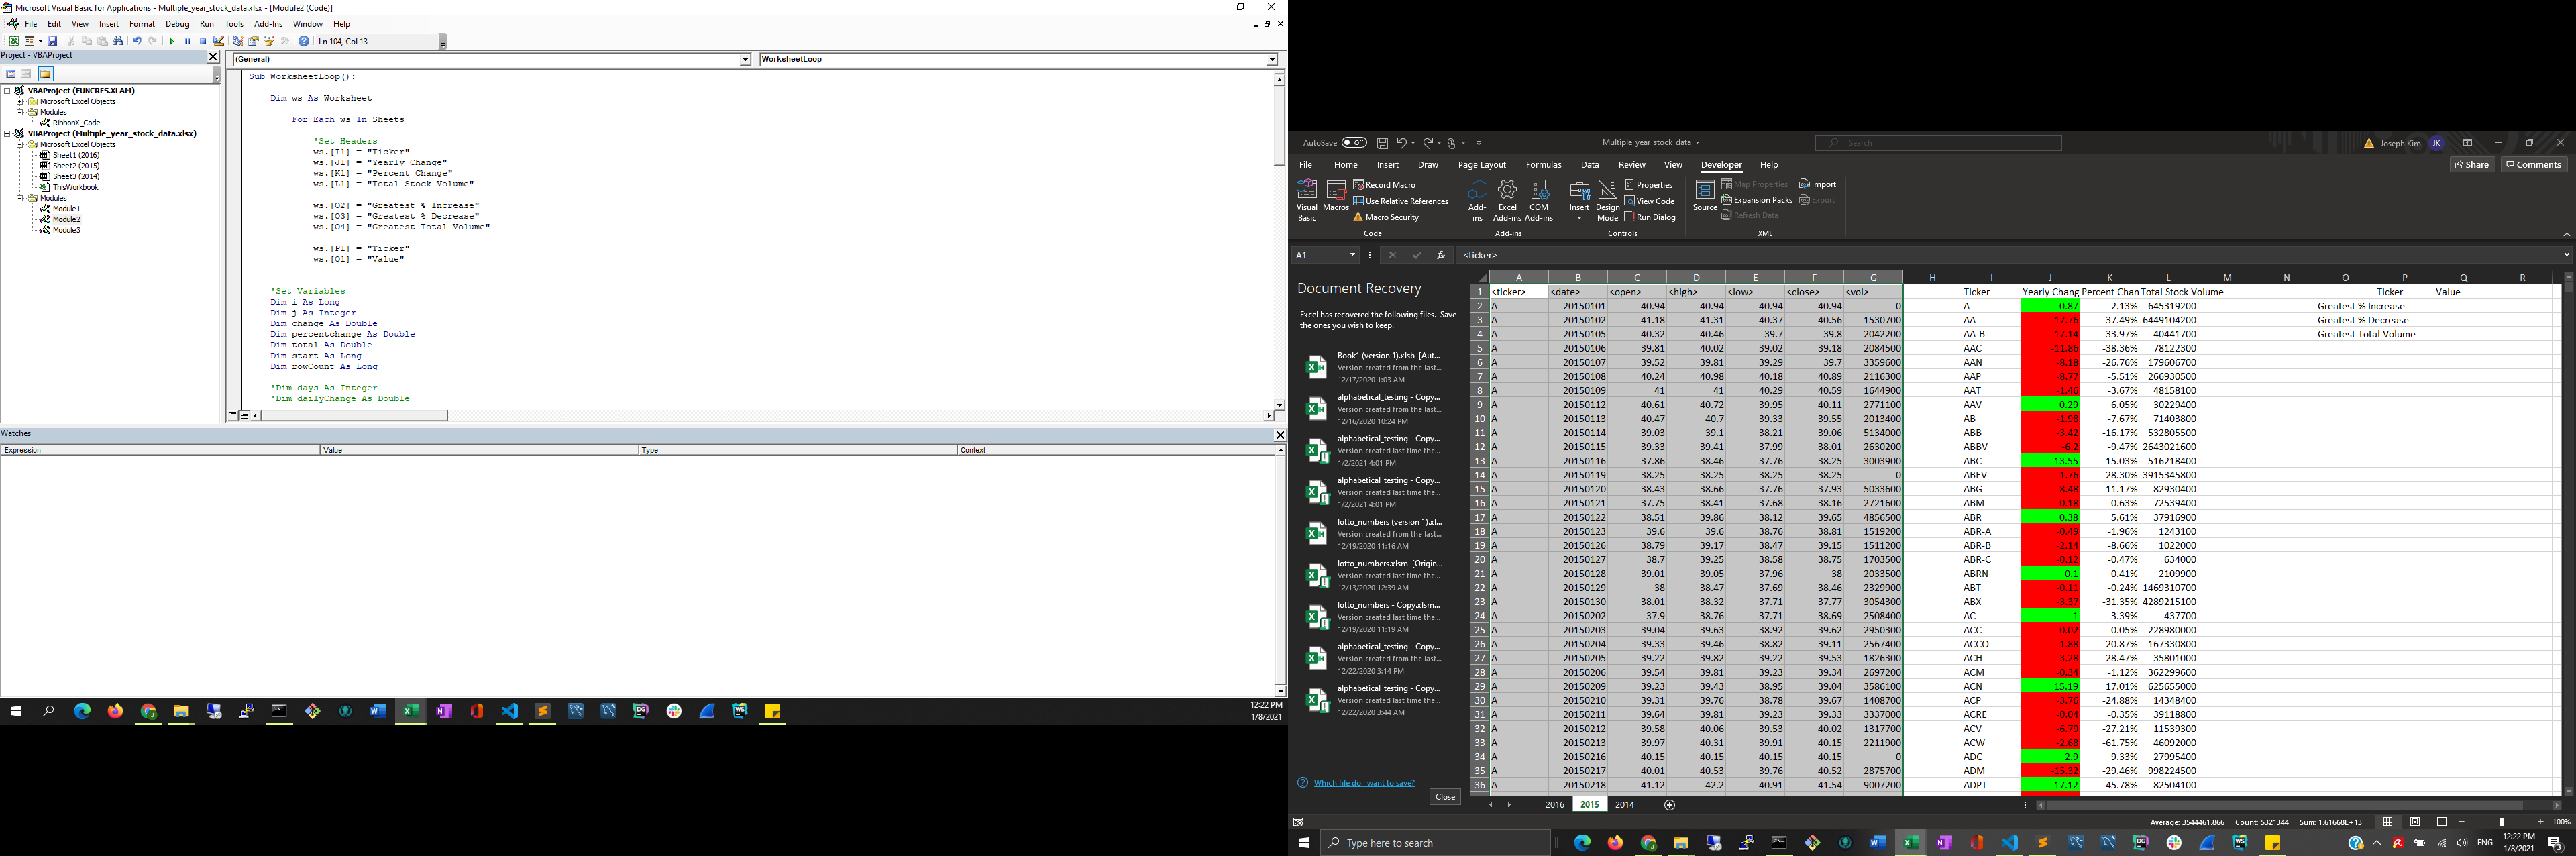 Microsoft Visual Basic for Applications - Multiple_year_stock_data.xlsx - [Module2 (Code)]
File Edit View Insert Format Debug Run Tools Add-Ins Window Help
Ln 104, Col 13
Project - VBAProject
VBAProject (FUNCRES.XLAM)
Microsoft Excel Objects
Modules
RibbonX_Code
VBAProject (Multiple_year_stock_data.xlsx)
Microsoft Excel Objects
Sheet1 (2016)
Sheet2 (2015)
Sheet3 (2014)
ThisWorkbook
Modules
Module1
Module2
Module3
(General) WorksheetLoop
Sub WorksheetLoop():
Dim ws As Worksheet
For Each ws In Sheets
'Set Headers
ws.[I1] = "Ticker"
ws.[J1] = "Yearly Change"
ws.[K1] = "Percent Change"
ws.[L1] = "Total Stock Volume"
ws.[O2] = "Greatest % Increase"
ws.[O3] = "Greatest % Decrease"
ws.[O4] = "Greatest Total Volume"
ws.[P1] = "Ticker"
ws.[Q1] = "Value"
'Set Variables
Dim i As Long
Dim j As Integer
Dim change As Double
Dim percentchange As Double
Dim total As Double
Dim start As Long
Dim rowCount As Long
'Dim days As Integer
'Dim dailyChange As Double
Watches
Expression Value Type Context
12:22 PM
1/8/2021
AutoSave Off Multiple_year_stock_data Search Joseph Kim JK
File Home Insert Draw Page Layout Formulas Data Review View Developer Help Share Comments
Visual Basic
Macros
Record Macro
Use Relative References
Macro Security
Code
Add-ins
Excel Add-ins
COM Add-ins
Add-ins
Insert
Design Mode
Properties
View Code
Run Dialog
Controls
Source
Map Properties
Expansion Packs
Refresh Data
Import
Export
XML
A1 fx <ticker>
Document Recovery
Excel has recovered the following files. Save
the ones you wish to keep.
Book1 (version 1).xlsb [Aut...
Version created from the last...
12/17/2020 1:03 AM
alphabetical_testing - Copy...
Version created from the last...
12/16/2020 10:24 PM
alphabetical_testing - Copy...
Version created last time the...
1/2/2021 4:01 PM
alphabetical_testing - Copy...
Version created last time the...
1/2/2021 4:01 PM
lotto_numbers (version 1).xl...
Version created from the last...
12/19/2020 11:16 AM
lotto_numbers.xlsm [Origin...
Version created last time the...
12/13/2020 12:39 AM
lotto_numbers - Copy.xlsm...
Version created last time the...
12/19/2020 11:19 AM
alphabetical_testing - Copy...
Version created last time the...
12/22/2020 3:14 PM
alphabetical_testing - Copy...
Version created last time the...
12/22/2020 3:44 AM
Which file do I want to save?
Close
A B C D E F G H I J K L M N O P Q R
1 <ticker> <date> <open> <high> <low> <close> <vol> Ticker Yearly Chang Percent Chan Total Stock Volume Ticker Value
2 A 20150101 40.94 40.94 40.94 40.94 0 A 0.87 2.13% 645319200 Greatest % Increase
3 A 20150102 41.18 41.31 40.37 40.56 1530700 AA -17.76 -37.49% 6449104200 Greatest % Decrease
4 A 20150105 40.32 40.46 39.7 39.8 2042200 AA-B -17.14 -33.97% 40441700 Greatest Total Volume
5 A 20150106 39.81 40.02 39.02 39.18 2084500 AAC -11.86 -38.36% 78122300
6 A 20150107 39.52 39.81 39.29 39.7 3359600 AAN -8.18 -26.76% 179606700
7 A 20150108 40.24 40.98 40.18 40.89 2116300 AAP -8.77 -5.51% 266930500
8 A 20150109 41 41 40.29 40.59 1644900 AAT -1.46 -3.67% 48158100
9 A 20150112 40.61 40.72 39.95 40.11 2771100 AAV 0.29 6.05% 30229400
10 A 20150113 40.47 40.7 39.33 39.55 2013400 AB -1.98 -7.67% 71403800
11 A 20150114 39.03 39.1 38.21 39.06 5134000 ABB -3.42 -16.17% 532805500
12 A 20150115 39.33 39.41 37.99 38.01 2630200 ABBV -6.2 -9.47% 2643021600
13 A 20150116 37.86 38.46 37.76 38.25 3003900 ABC 13.55 15.03% 516218400
14 A 20150119 38.25 38.25 38.25 38.25 0 ABEV -1.76 -28.30% 3915345800
15 A 20150120 38.43 38.66 37.76 37.93 5033600 ABG -8.48 -11.17% 82930400
16 A 20150121 37.75 38.41 37.68 38.16 2721600 ABM -0.18 -0.63% 72539400
17 A 20150122 38.51 39.86 38.12 39.65 4856500 ABR 0.38 5.61% 37916900
18 A 20150123 39.6 39.6 38.76 38.81 1519200 ABR-A -0.49 -1.96% 1243100
19 A 20150126 38.79 39.17 38.47 39.15 1511200 ABR-B -2.14 -8.66% 1022000
20 A 20150127 38.7 39.25 38.58 38.75 1703500 ABR-C -0.12 -0.47% 634000
21 A 20150128 39.01 39.05 37.96 38 2033500 ABRN 0.1 0.41% 2109900
22 A 20150129 38 38.47 37.69 38.46 2329900 ABT -0.11 -0.24% 1469310700
23 A 20150130 38.01 38.32 37.71 37.77 3054300 ABX -3.37 -31.35% 4289215100
24 A 20150202 37.9 38.76 37.71 38.69 2508400 AC 1 3.39% 437700
25 A 20150203 39.04 39.63 38.92 39.62 2950300 ACC -0.02 -0.05% 228980000
26 A 20150204 39.33 39.46 38.82 39.11 2567400 ACCO -1.88 -20.87% 167330800
27 A 20150205 39.22 39.82 39.22 39.53 1826300 ACH -3.28 -28.47% 35801000
28 A 20150206 39.54 39.81 39.23 39.34 2697200 ACM -0.34 -1.12% 362299600
29 A 20150209 39.23 39.43 38.95 39.04 3586100 ACN 15.19 17.01% 625655000
30 A 20150210 39.31 39.76 38.78 39.67 1408700 ACP -3.76 -24.88% 14348400
31 A 20150211 39.64 39.81 39.23 39.33 3337000 ACRE -0.04 -0.35% 39118800
32 A 20150212 39.58 40.06 39.53 40.02 1317700 ACV -6.79 -27.21% 11539300
33 A 20150213 39.97 40.31 39.91 40.15 2211900 ACW -2.68 -61.75% 46092000
34 A 20150216 40.15 40.15 40.15 40.15 0 ADC 2.9 9.33% 27995400
35 A 20150217 40.01 40.53 39.76 40.52 2875700 ADM -15.32 -29.46% 998224500
36 A 20150218 41.12 42.2 40.91 41.54 9007200 ADPT 17.12 45.78% 82504100
2016 2015 2014
Average: 3544461.866 Count: 5321344 Sum: 1.61668E+13 100%
Type here to search
ENG
12:22 PM
1/8/2021